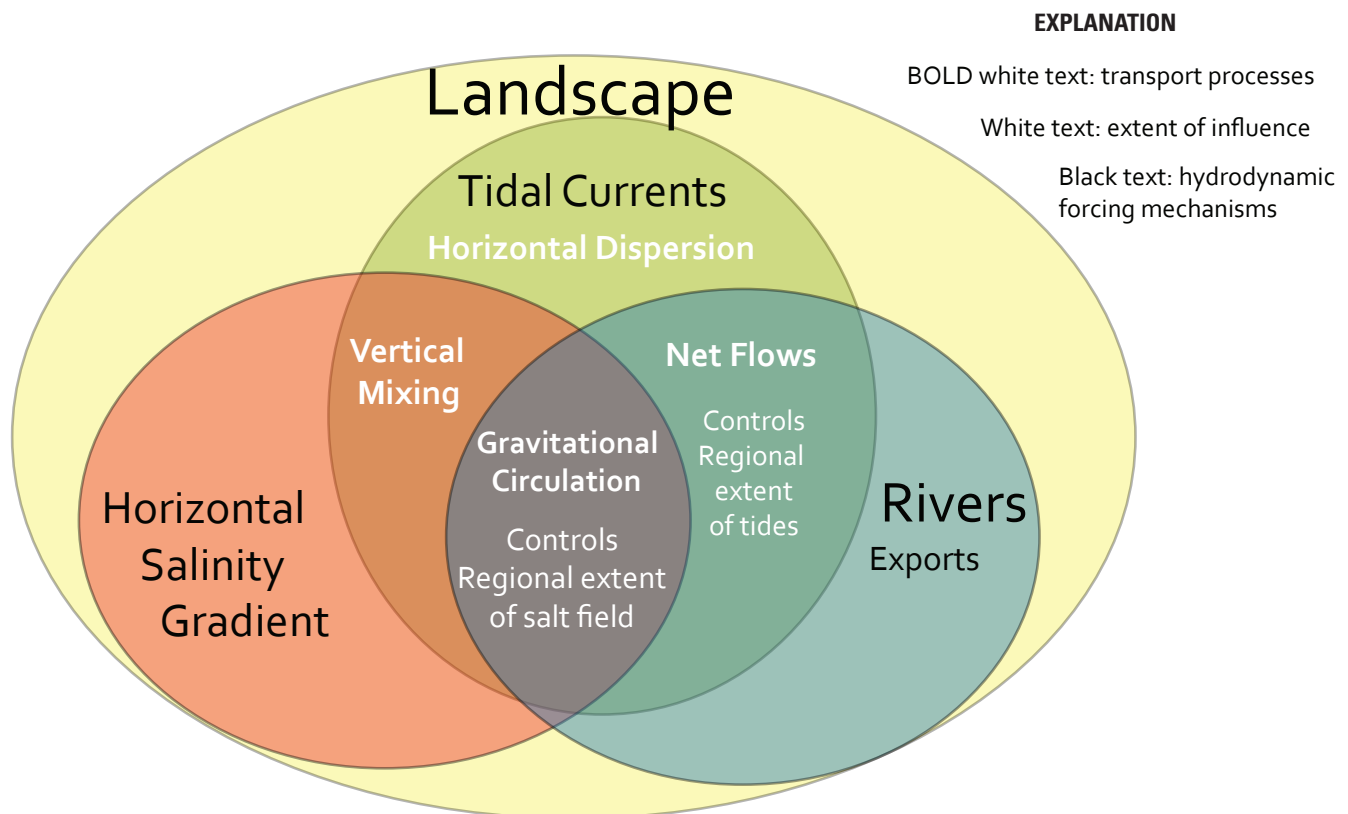 EXPLANATION
BOLD white text: transport processes
White text: extent of influence
Black text: hydrodynamic
forcing mechanisms
Landscape
Tidal Currents
Horizontal Dispersion
Vertical
Mixing
Net Flows
Controls
Regional
extent
of tides
Gravitational
Circulation
Controls
Regional extent
of salt field
Horizontal
Salinity
Gradient
Rivers
Exports